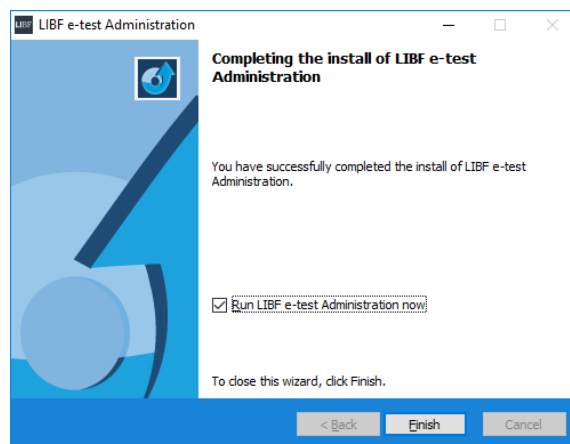 LIBF LIBF e-test Administration
Completing the install of LIBF e-test
Administration
You have successfully completed the install of LIBF e-test
Administration.
Run LIBF e-test Administration now
To close this wizard, click Finish.
< Back Finish Cancel